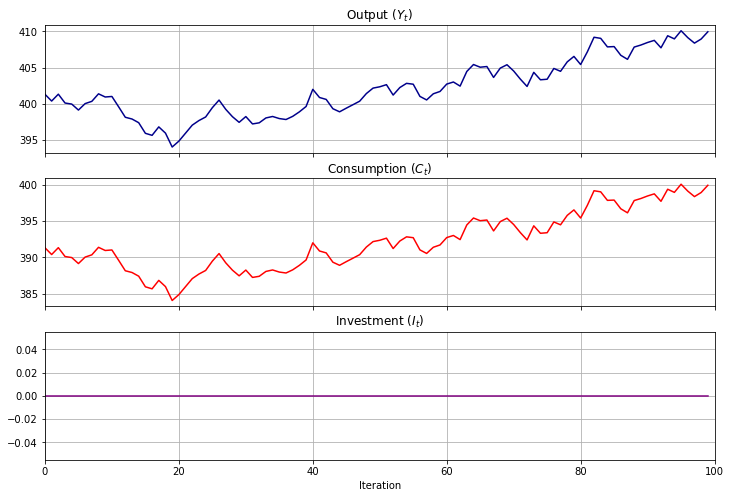 Output (Y_t)
410
405
400
395
Consumption (C_t)
400
395
390
385
Investment (I_t)
0.04
0.02
0.00
−0.02
−0.04
0 20 40 60 80 100
Iteration